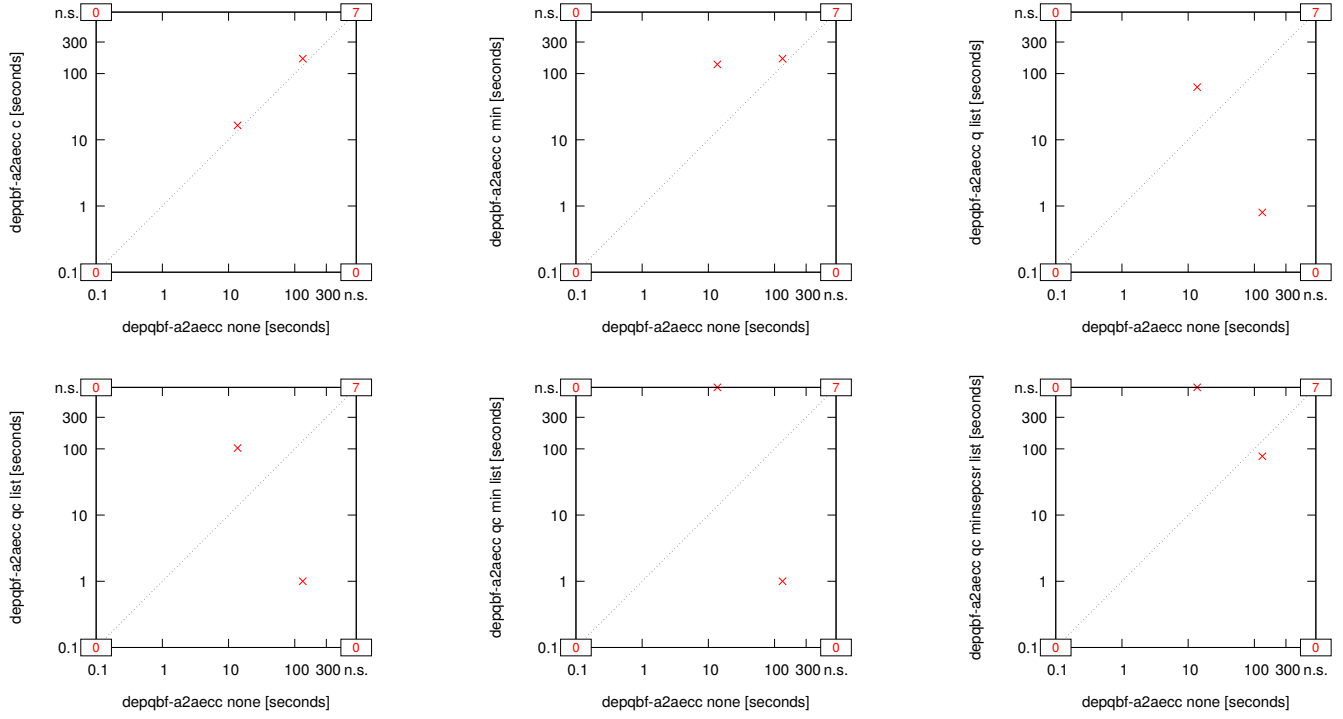 n.s. 0 7
300
100
10
1
0.1 0 0
0.1 1 10 100 300 n.s.
depqbf-a2aecc c [seconds]
depqbf-a2aecc none [seconds]
n.s. 0 7
300
100
10
1
0.1 0 0
0.1 1 10 100 300 n.s.
depqbf-a2aecc c min [seconds]
depqbf-a2aecc none [seconds]
n.s. 0 7
300
100
10
1
0.1 0 0
0.1 1 10 100 300 n.s.
depqbf-a2aecc q list [seconds]
depqbf-a2aecc none [seconds]
n.s. 0 7
300
100
10
1
0.1 0 0
0.1 1 10 100 300 n.s.
depqbf-a2aecc qc list [seconds]
depqbf-a2aecc none [seconds]
n.s. 0 7
300
100
10
1
0.1 0 0
0.1 1 10 100 300 n.s.
depqbf-a2aecc qc min list [seconds]
depqbf-a2aecc none [seconds]
n.s. 0 7
300
100
10
1
0.1 0 0
0.1 1 10 100 300 n.s.
depqbf-a2aecc qc minsepcsr list [seconds]
depqbf-a2aecc none [seconds]